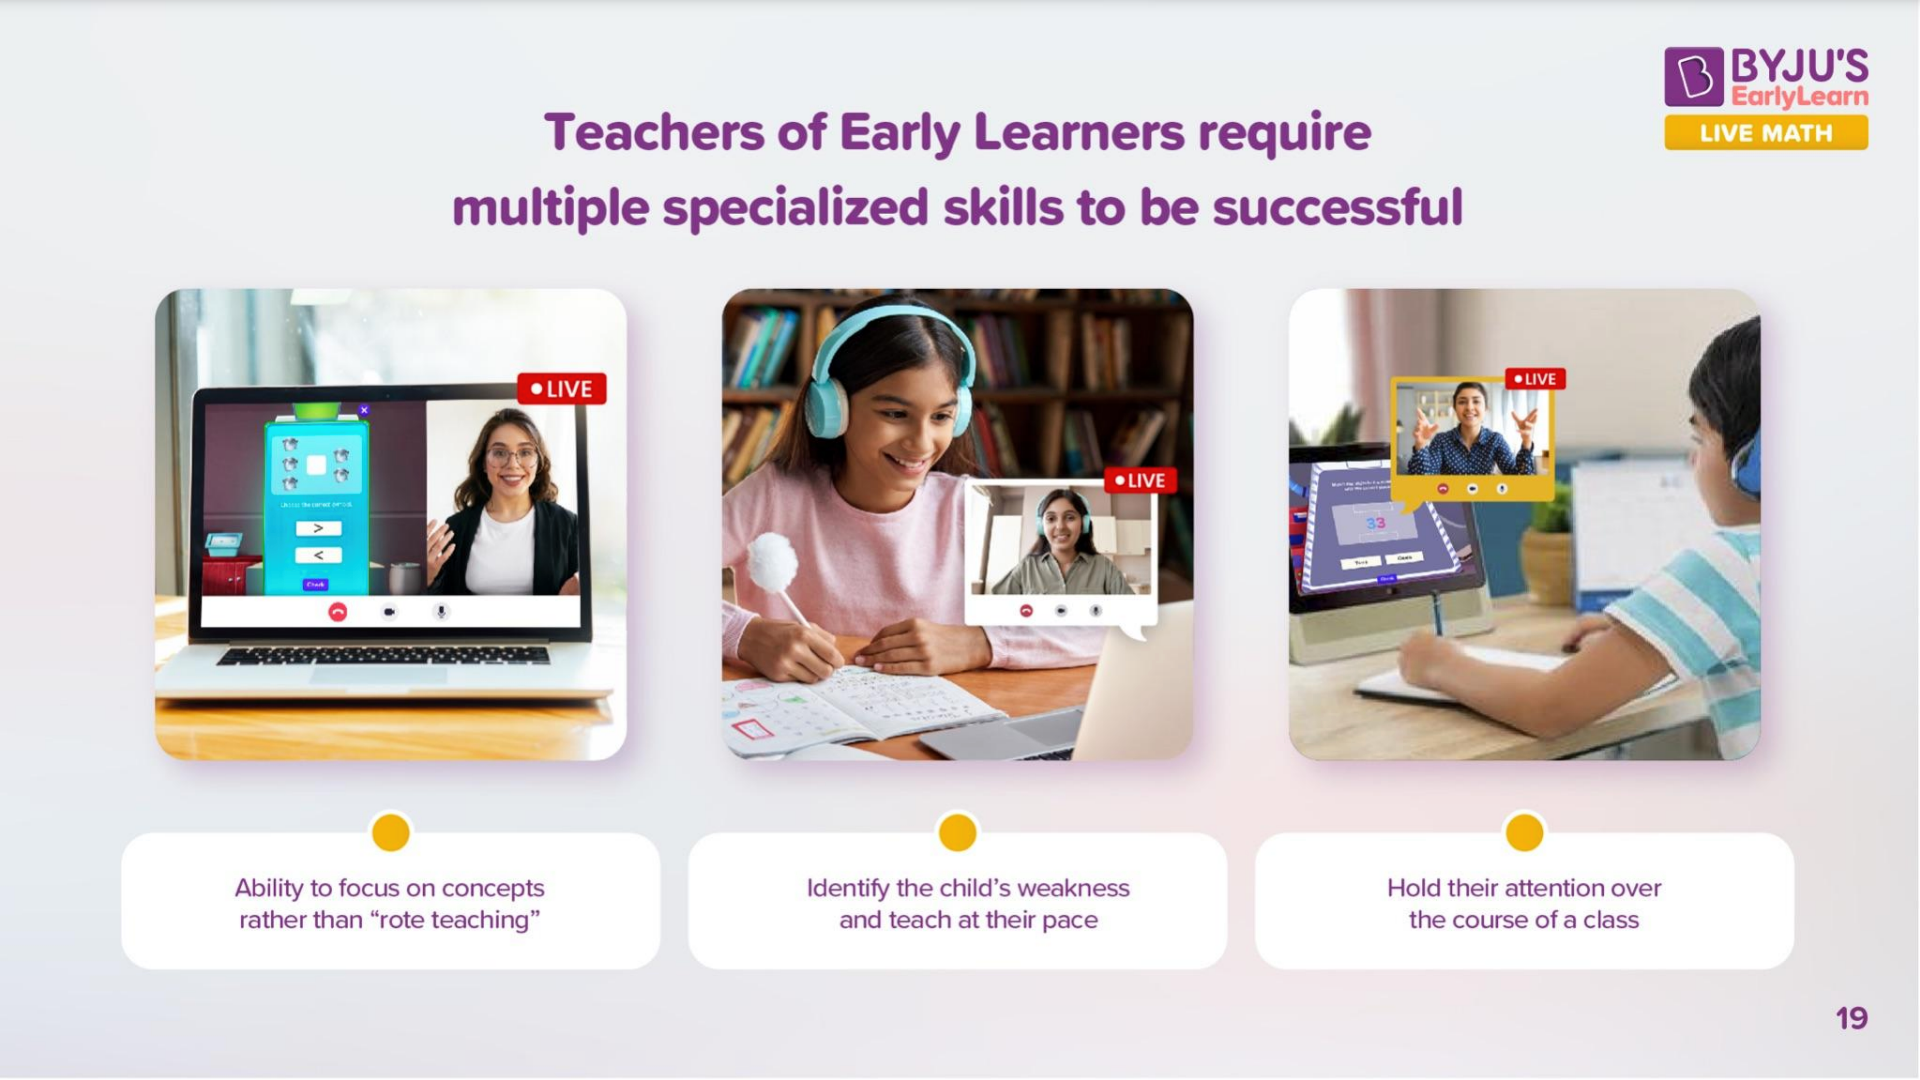 BYJU'S
EarlyLearn
LIVE MATH
Teachers of Early Learners require
multiple specialized skills to be successful
LIVE
>
<
Check
LIVE
LIVE
33
Ability to focus on concepts
rather than “rote teaching”
Identify the child’s weakness
and teach at their pace
Hold their attention over
the course of a class
19